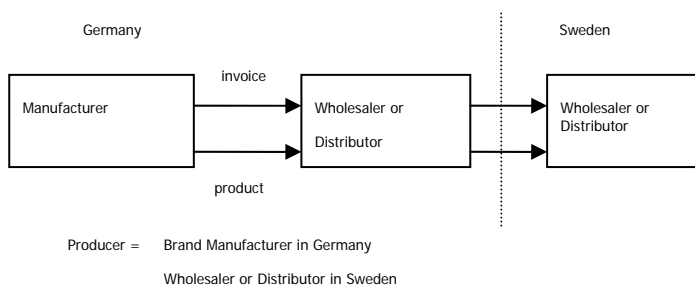 Germany
Sweden
invoice
Manufacturer
Wholesaler or
Distributor
Wholesaler or
Distributor
product
Producer = Brand Manufacturer in Germany
Wholesaler or Distributor in Sweden